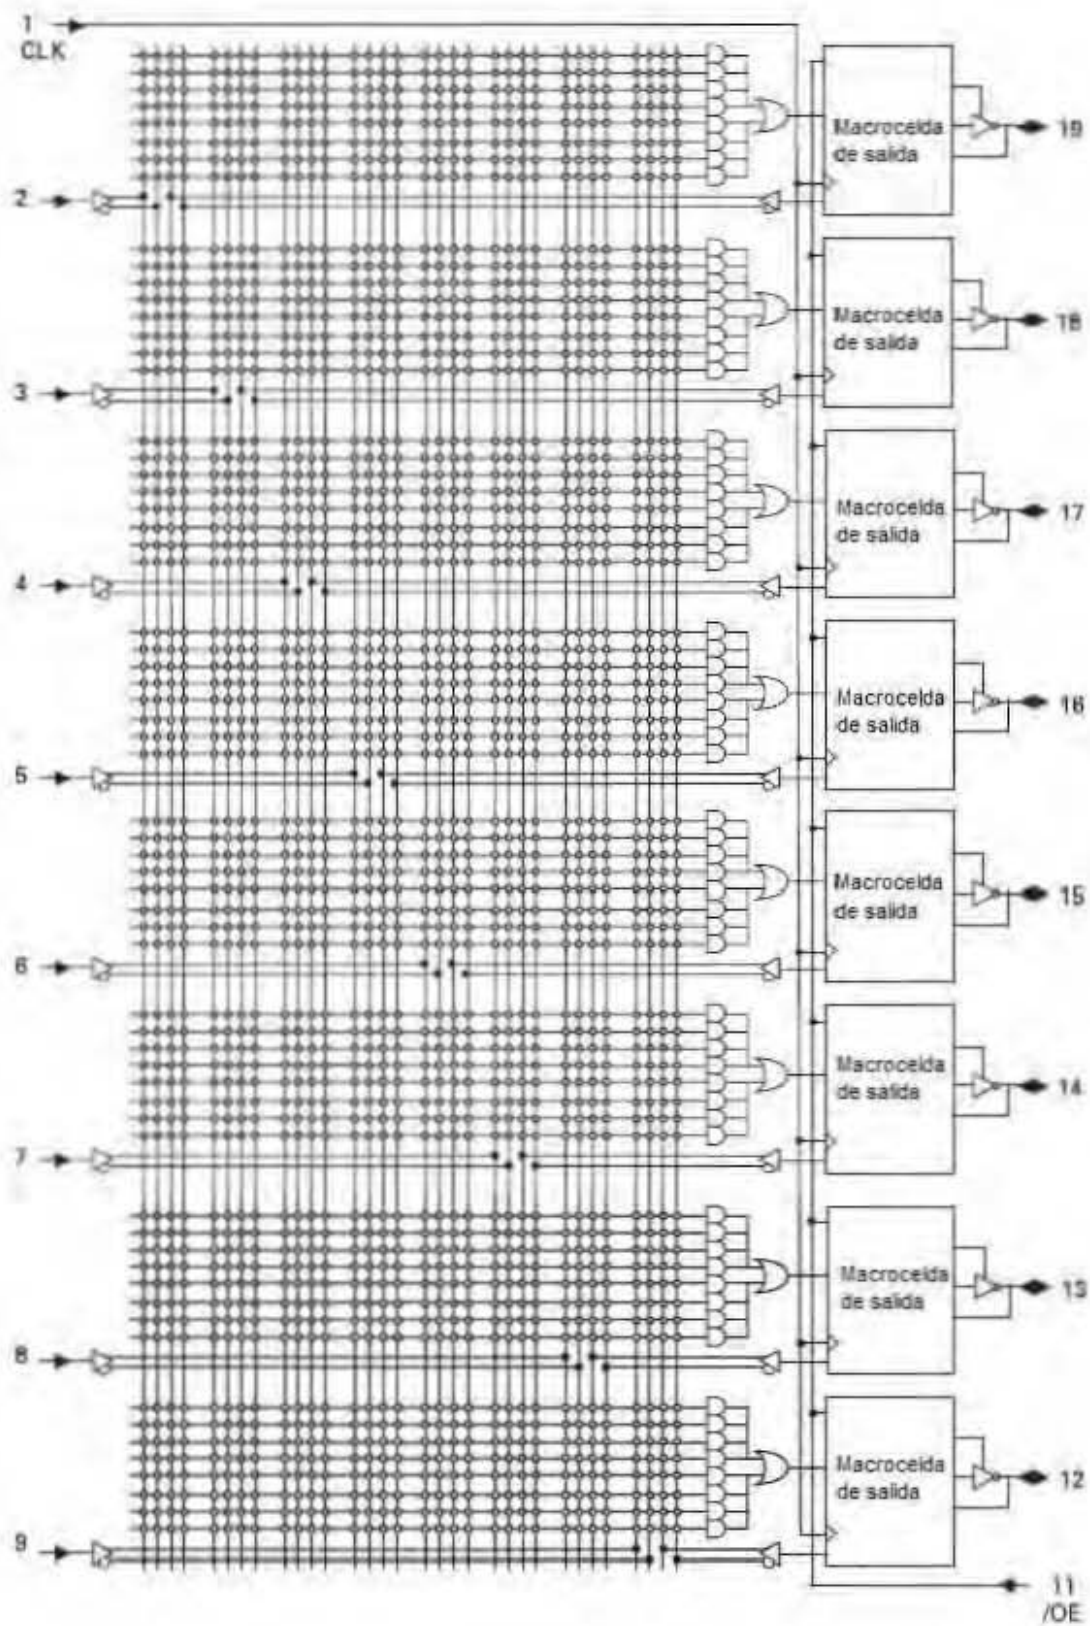 1
CLK
Macrocelda
de salida
19
2
Macrocelda
de salida
18
3
Macrocelda
de salida
17
4
Macrocelda
de salida
16
5
Macrocelda
de salida
15
6
Macrocelda
de salida
14
7
Macrocelda
de salida
13
8
Macrocelda
de salida
12
9
11
/OE